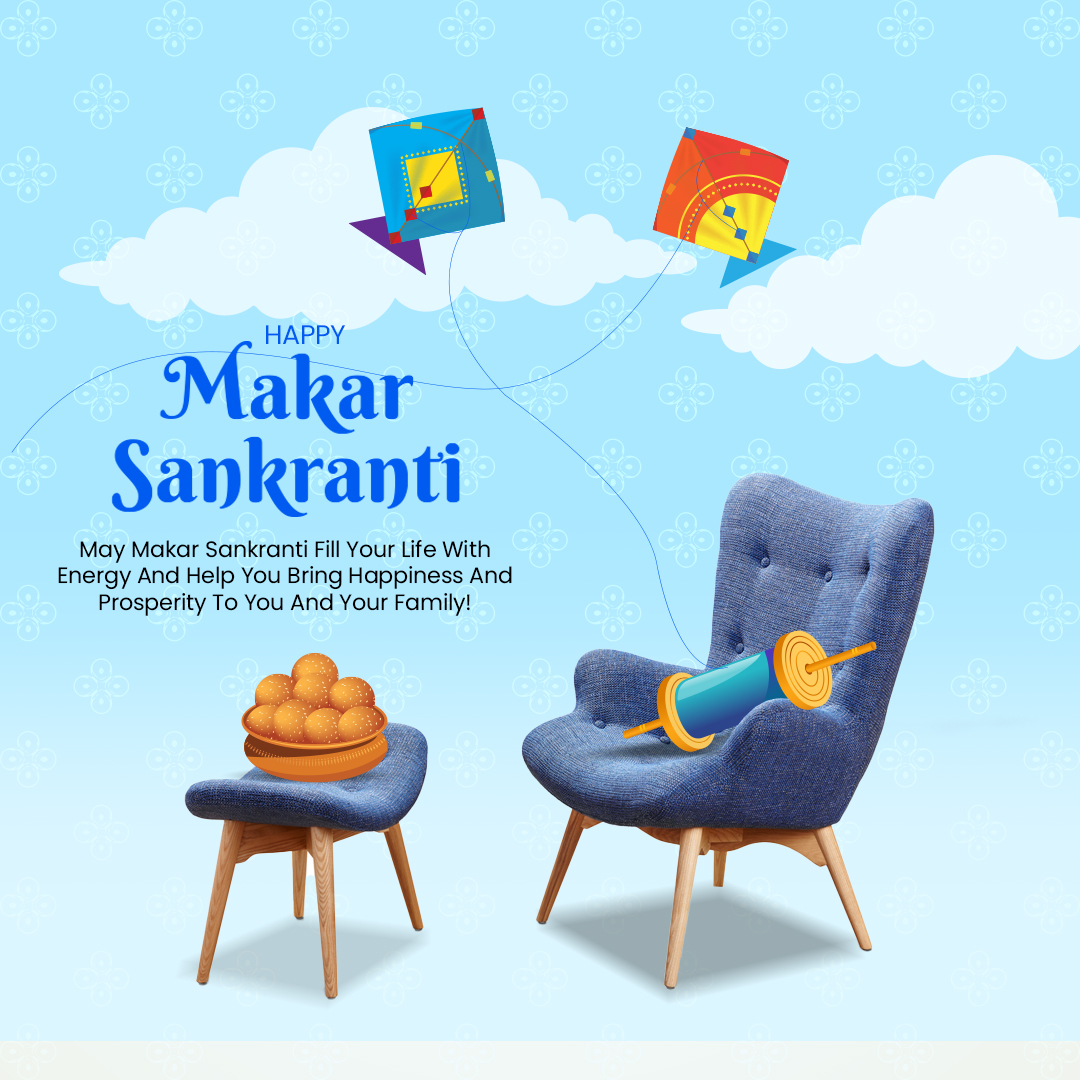 HAPPY
Makar
Sankranti
May Makar Sankranti Fill Your Life With
Energy And Help You Bring Happiness And
Prosperity To You And Your Family!